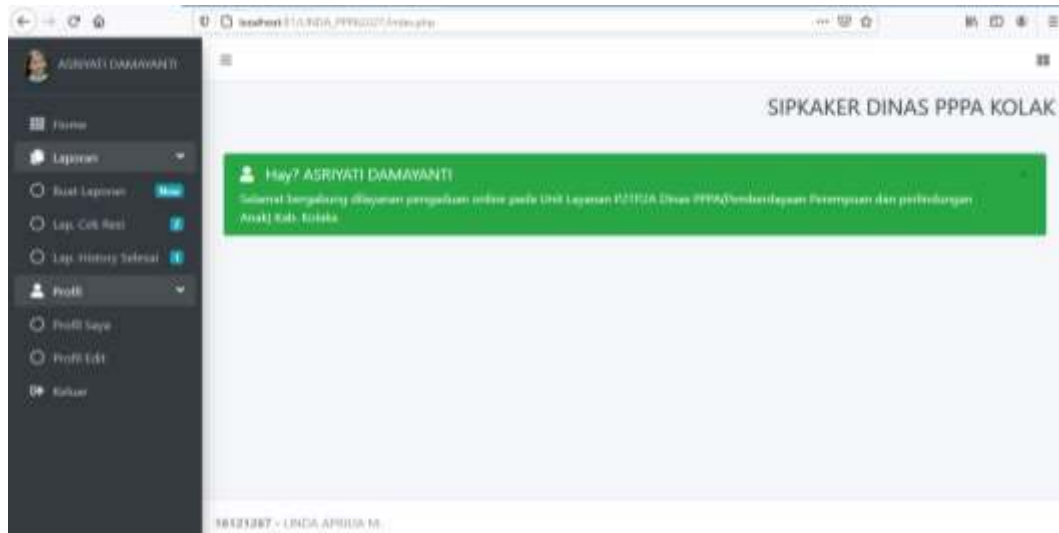 ASRIYATI DAMAYANTI
SIPKAKER DINAS PPPA KOLAK
Home
Laporan
Buat Laporan New
Lap. Cek Resi
Lap. History Selesai
Profil
Profil Saya
Profil Edit
Keluar
Hay? ASRIYATI DAMAYANTI
Selamat bergabung dilayanan pengaduan online pada Unit Layanan Dinas PPPA(Pemberdayaan Perempuan dan perlindungan
Anak) Kab. Kolaka
- LINDA APRILIA M.